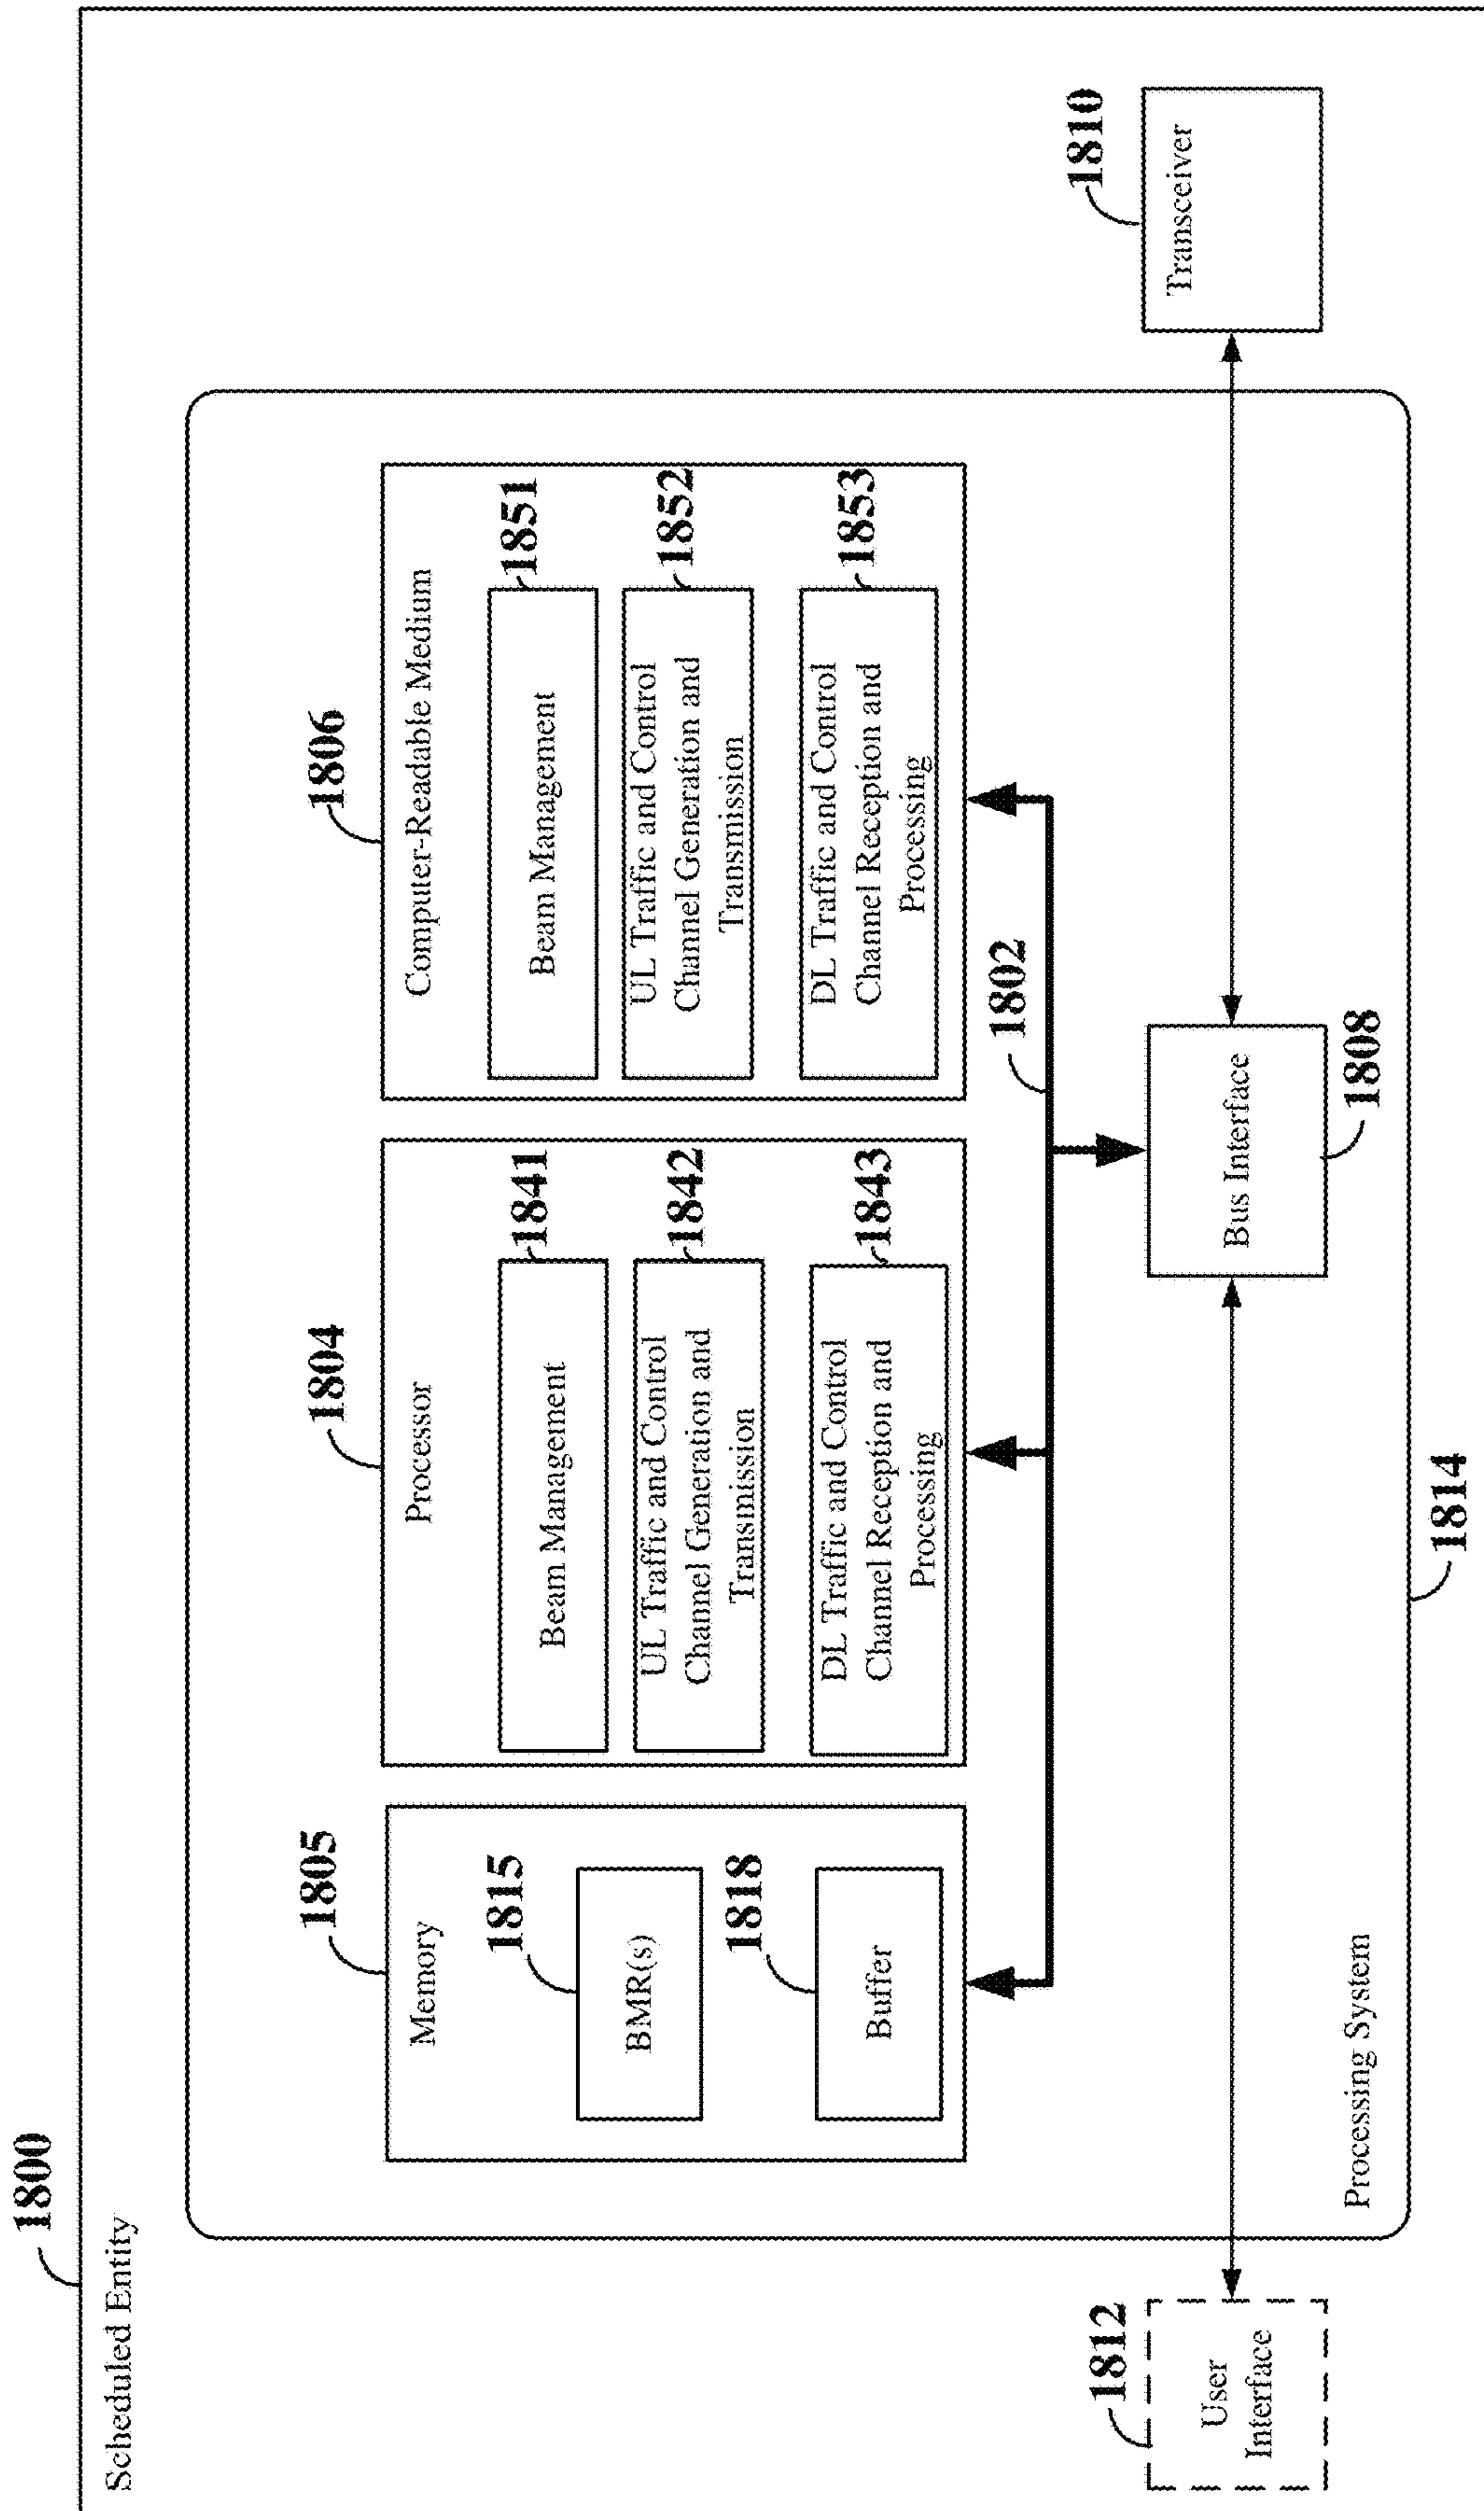 1800
Scheduled Entity
1805
Memory
1815
BMR(s)
1818
Buffer
1804
Processor
1841
Beam Management
1842
UL Traffic and Control
Channel Generation and
Transmission
1843
DL Traffic and Control
Channel Reception and
Processing
1806
Computer-Readable Medium
1851
Beam Management
1852
UL Traffic and Control
Channel Generation and
Transmission
1853
DL Traffic and Control
Channel Reception and
Processing
1802
1812
User
Interface
Bus Interface
1808
1810
Transceiver
Processing System
1814